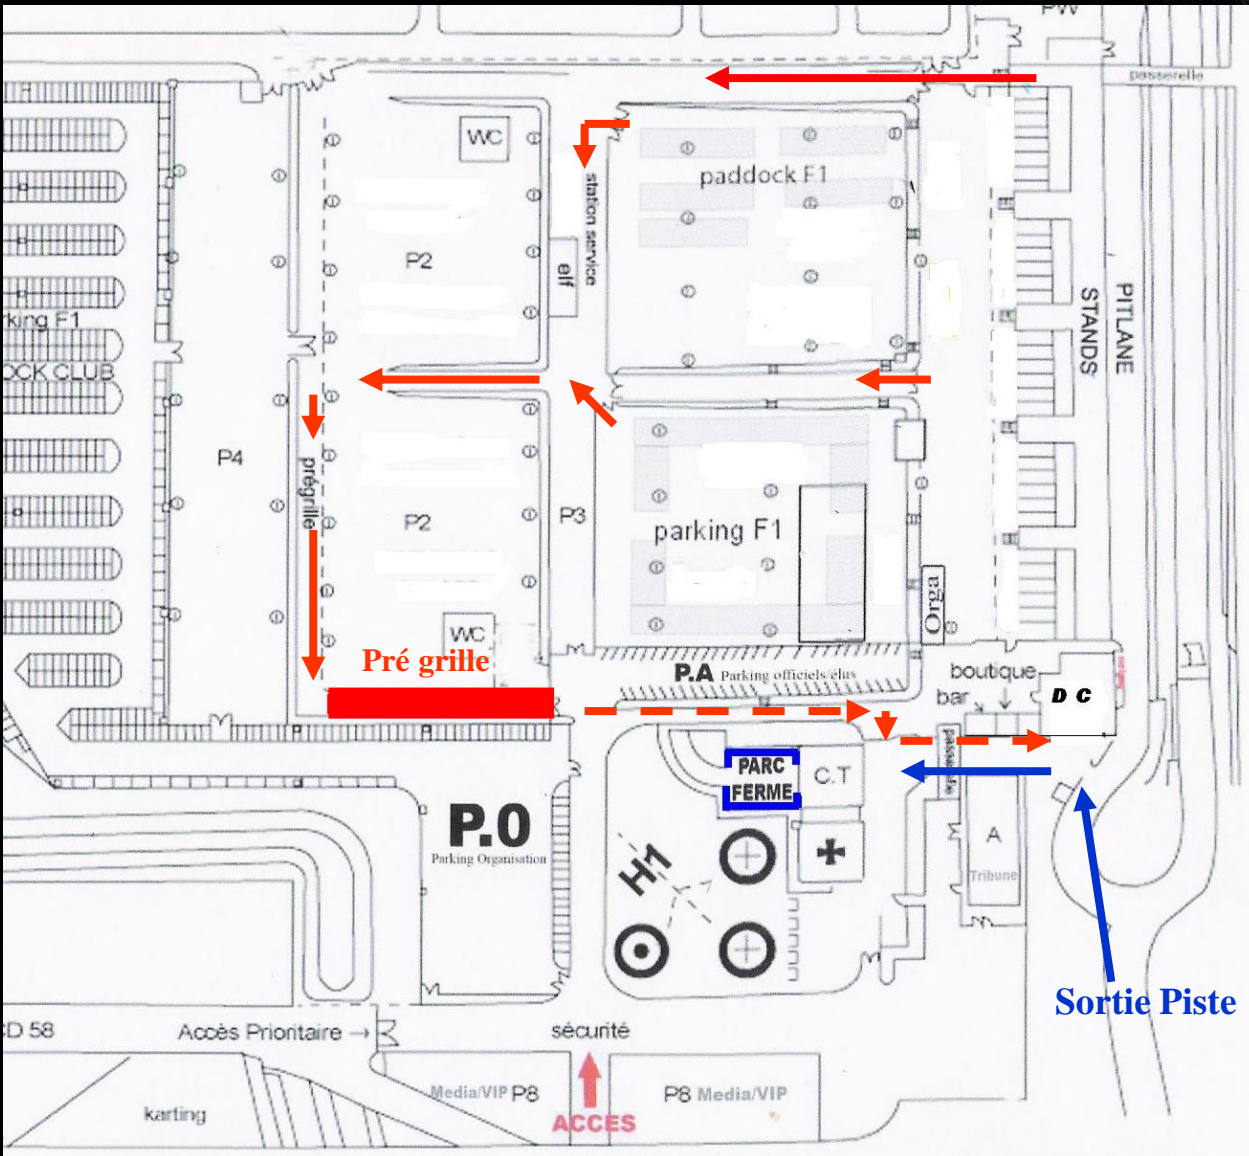 PW
passerelle
WC
paddock F1
station service
P2
elf
PITLANE
STANDS
rking F1
OCK CLUB
P4
prégrille
P2
P3
parking F1
Orga
WC
Pré grille
P.A Parking officiels/élus
boutique
bar
D C
PARC
FERME
C.T
passerelle
P.0
Parking Organisation
H1
A
Tribune
Sortie Piste
CD 58
Accès Prioritaire
sécurité
Media/VIP P8
P8 Media/VIP
karting
ACCES